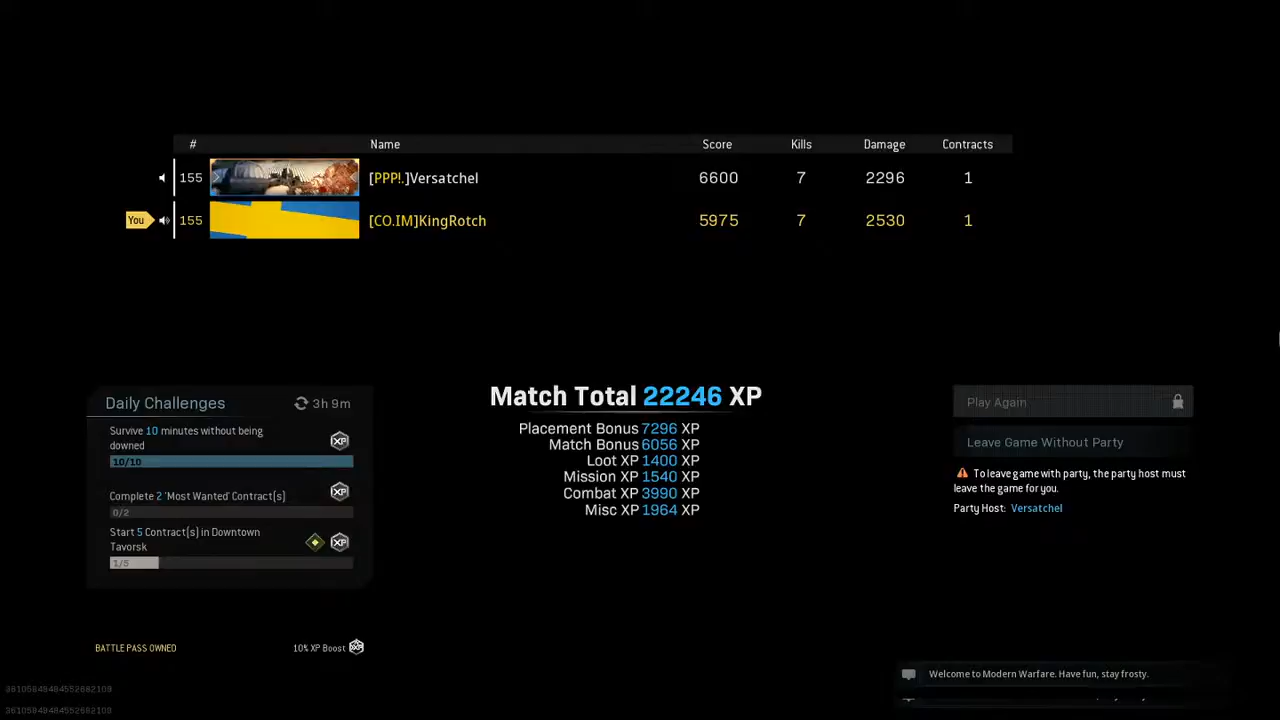 # Name Score Kills Damage Contracts
155 [PPP!.]Versatchel 6600 7 2296 1
You 155 [CO.IM]KingRotch 5975 7 2530 1
Daily Challenges 3h 9m
Survive 10 minutes without being
downed
XP
10/10
Complete 2 'Most Wanted' Contract(s)
XP
0/2
Start 5 Contract(s) in Downtown
Tavorsk
XP
1/5
BATTLE PASS OWNED 10% XP Boost
Match Total 22246 XP
Placement Bonus 7296 XP
Match Bonus 6056 XP
Loot XP 1400 XP
Mission XP 1540 XP
Combat XP 3990 XP
Misc XP 1964 XP
Play Again
Leave Game Without Party
To leave game with party, the party host must
leave the game for you.
Party Host: Versatchel
Welcome to Modern Warfare. Have fun, stay frosty.